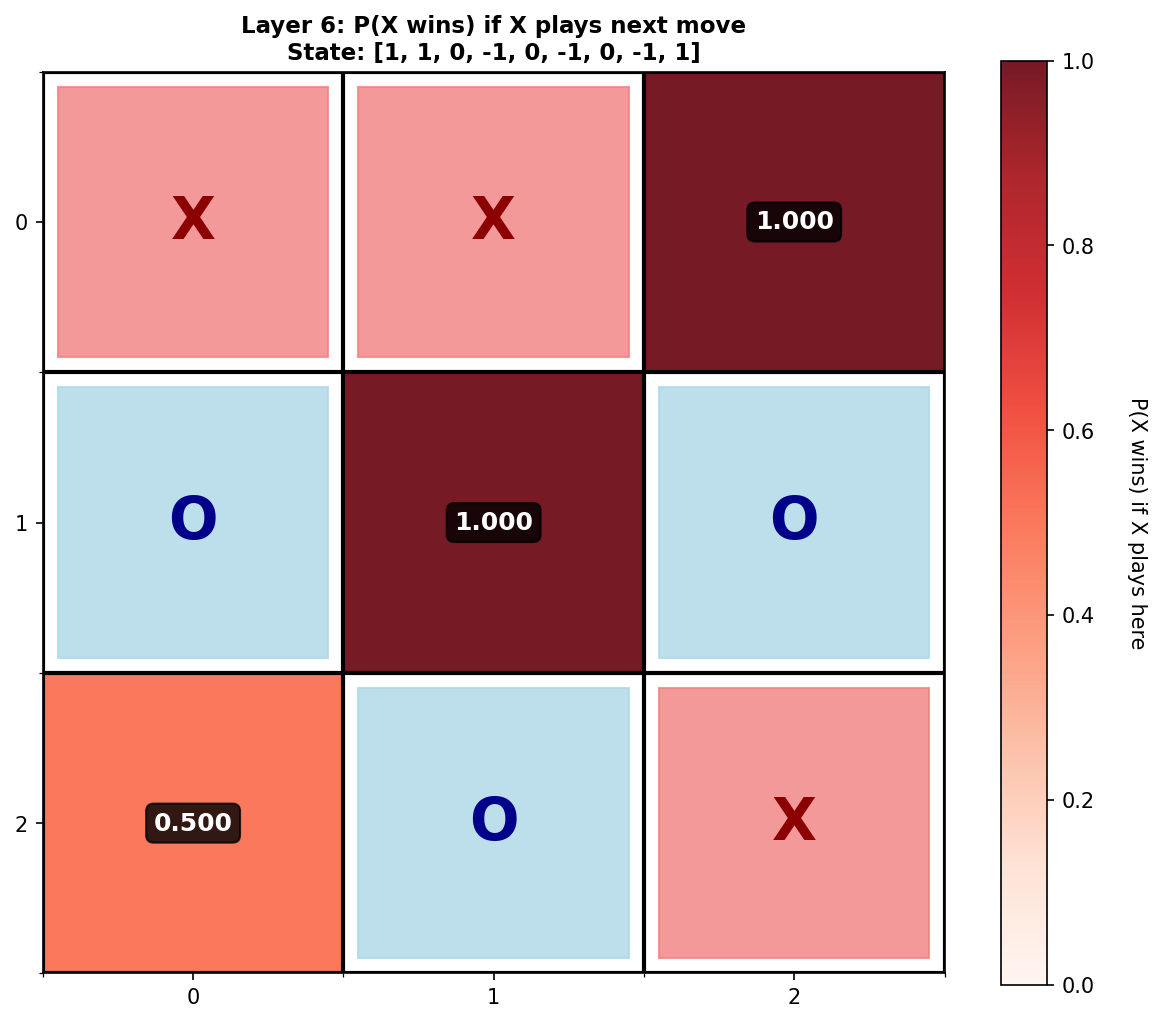 Layer 6: P(X wins) if X plays next move
State: [1, 1, 0, -1, 0, -1, 0, -1, 1]
0
X
X
1.000
1
O
1.000
O
2
0.500
O
X
0
1
2
1.0
0.8
0.6
0.4
0.2
0.0
P(X wins) if X plays here